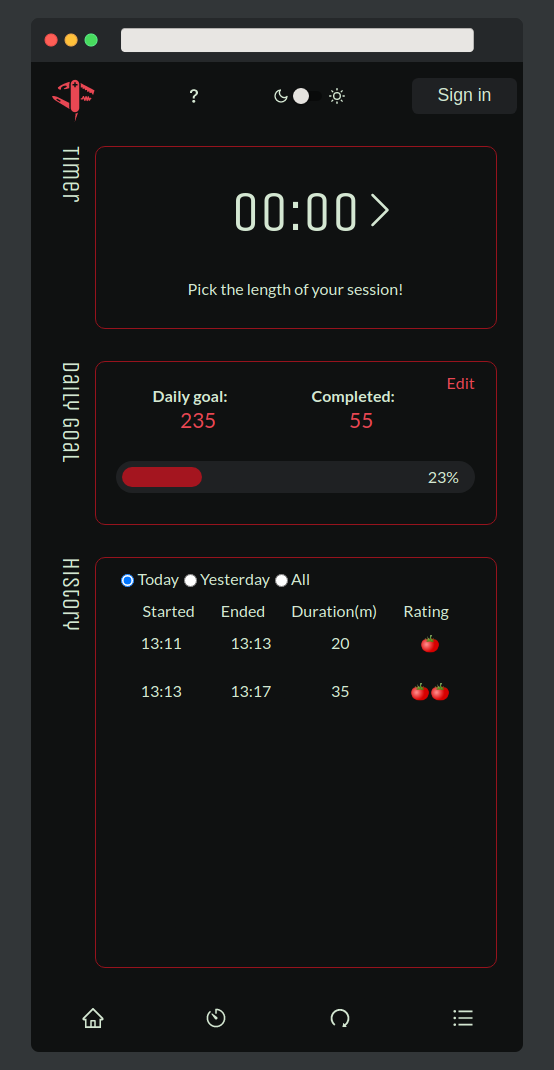 ?
Sign in
Timer
00:00
Pick the length of your session!
Daily Goal
Edit
Daily goal: Completed:
235 55
23%
History
Today Yesterday All
Started Ended Duration(m) Rating
13:11 13:13 20
13:13 13:17 35